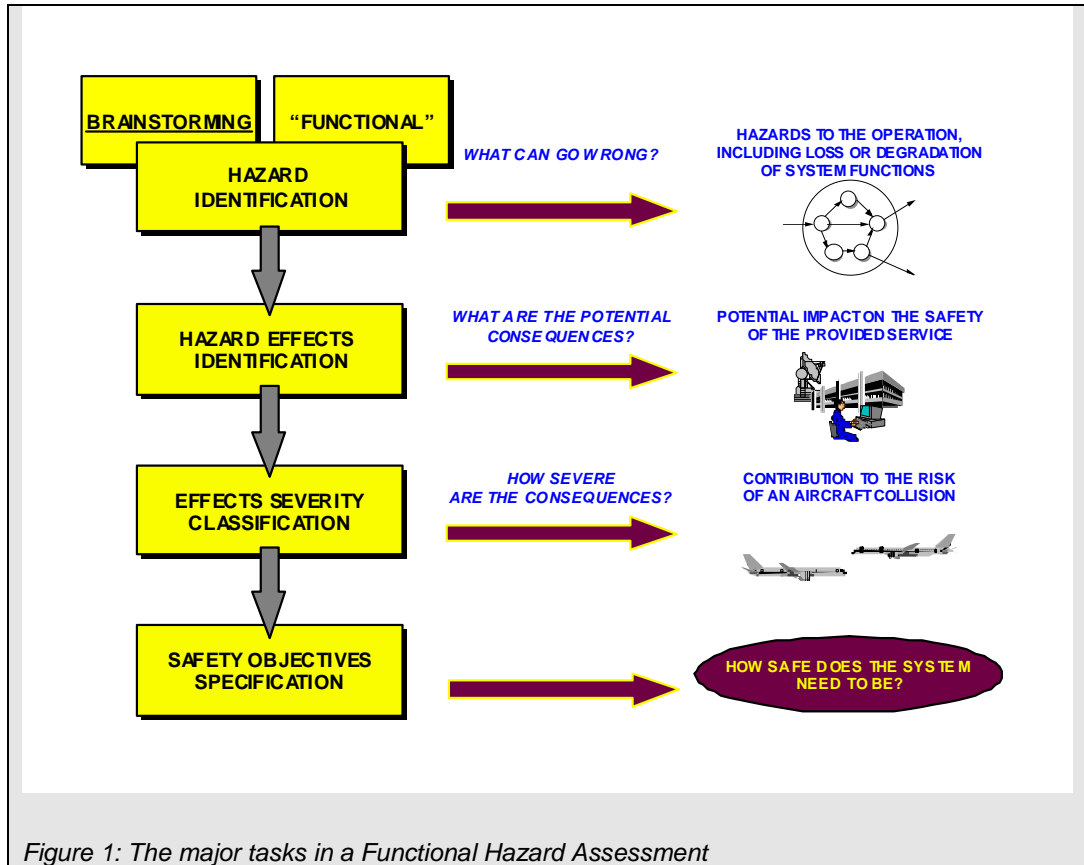 BRAINSTORMING
“FUNCTIONAL”
HAZARD
IDENTIFICATION
WHAT CAN GO WRONG?
HAZARDS TO THE OPERATION,
INCLUDING LOSS OR DEGRADATION
OF SYSTEM FUNCTIONS
HAZARD EFFECTS
IDENTIFICATION
WHAT ARE THE POTENTIAL
CONSEQUENCES?
POTENTIAL IMPACT ON THE SAFETY
OF THE PROVIDED SERVICE
EFFECTS SEVERITY
CLASSIFICATION
HOW SEVERE
ARE THE CONSEQUENCES?
CONTRIBUTION TO THE RISK
OF AN AIRCRAFT COLLISION
SAFETY OBJECTIVES
SPECIFICATION
HOW SAFE DOES THE SYSTEM
NEED TO BE?
Figure 1: The major tasks in a Functional Hazard Assessment